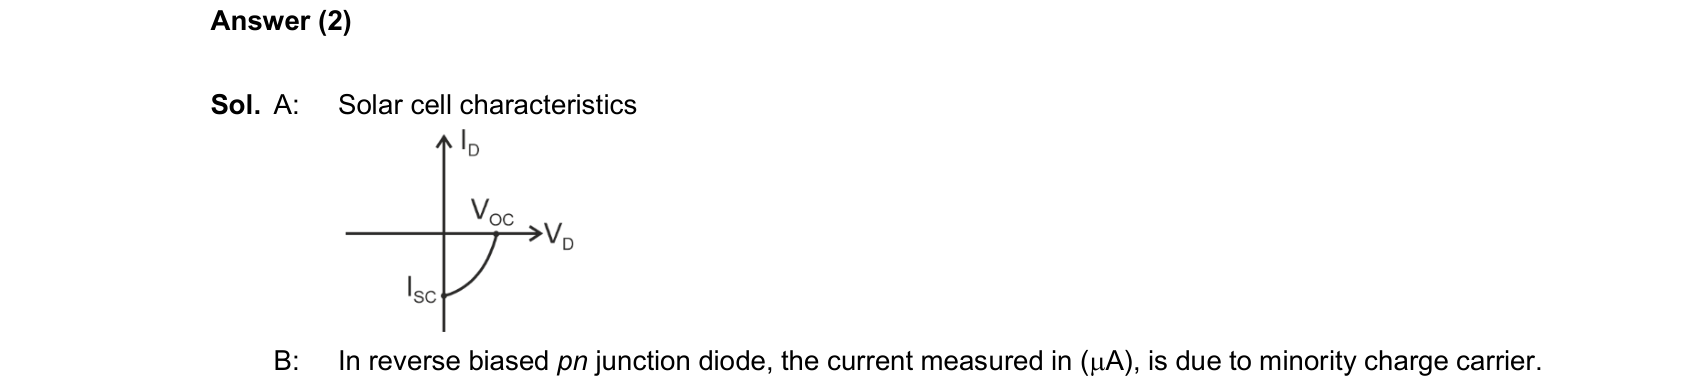 Answer (2)
Sol. A: Solar cell characteristics
I_D
V_OC
V_D
I_SC
B: In reverse biased pn junction diode, the current measured in (μA), is due to minority charge carrier.